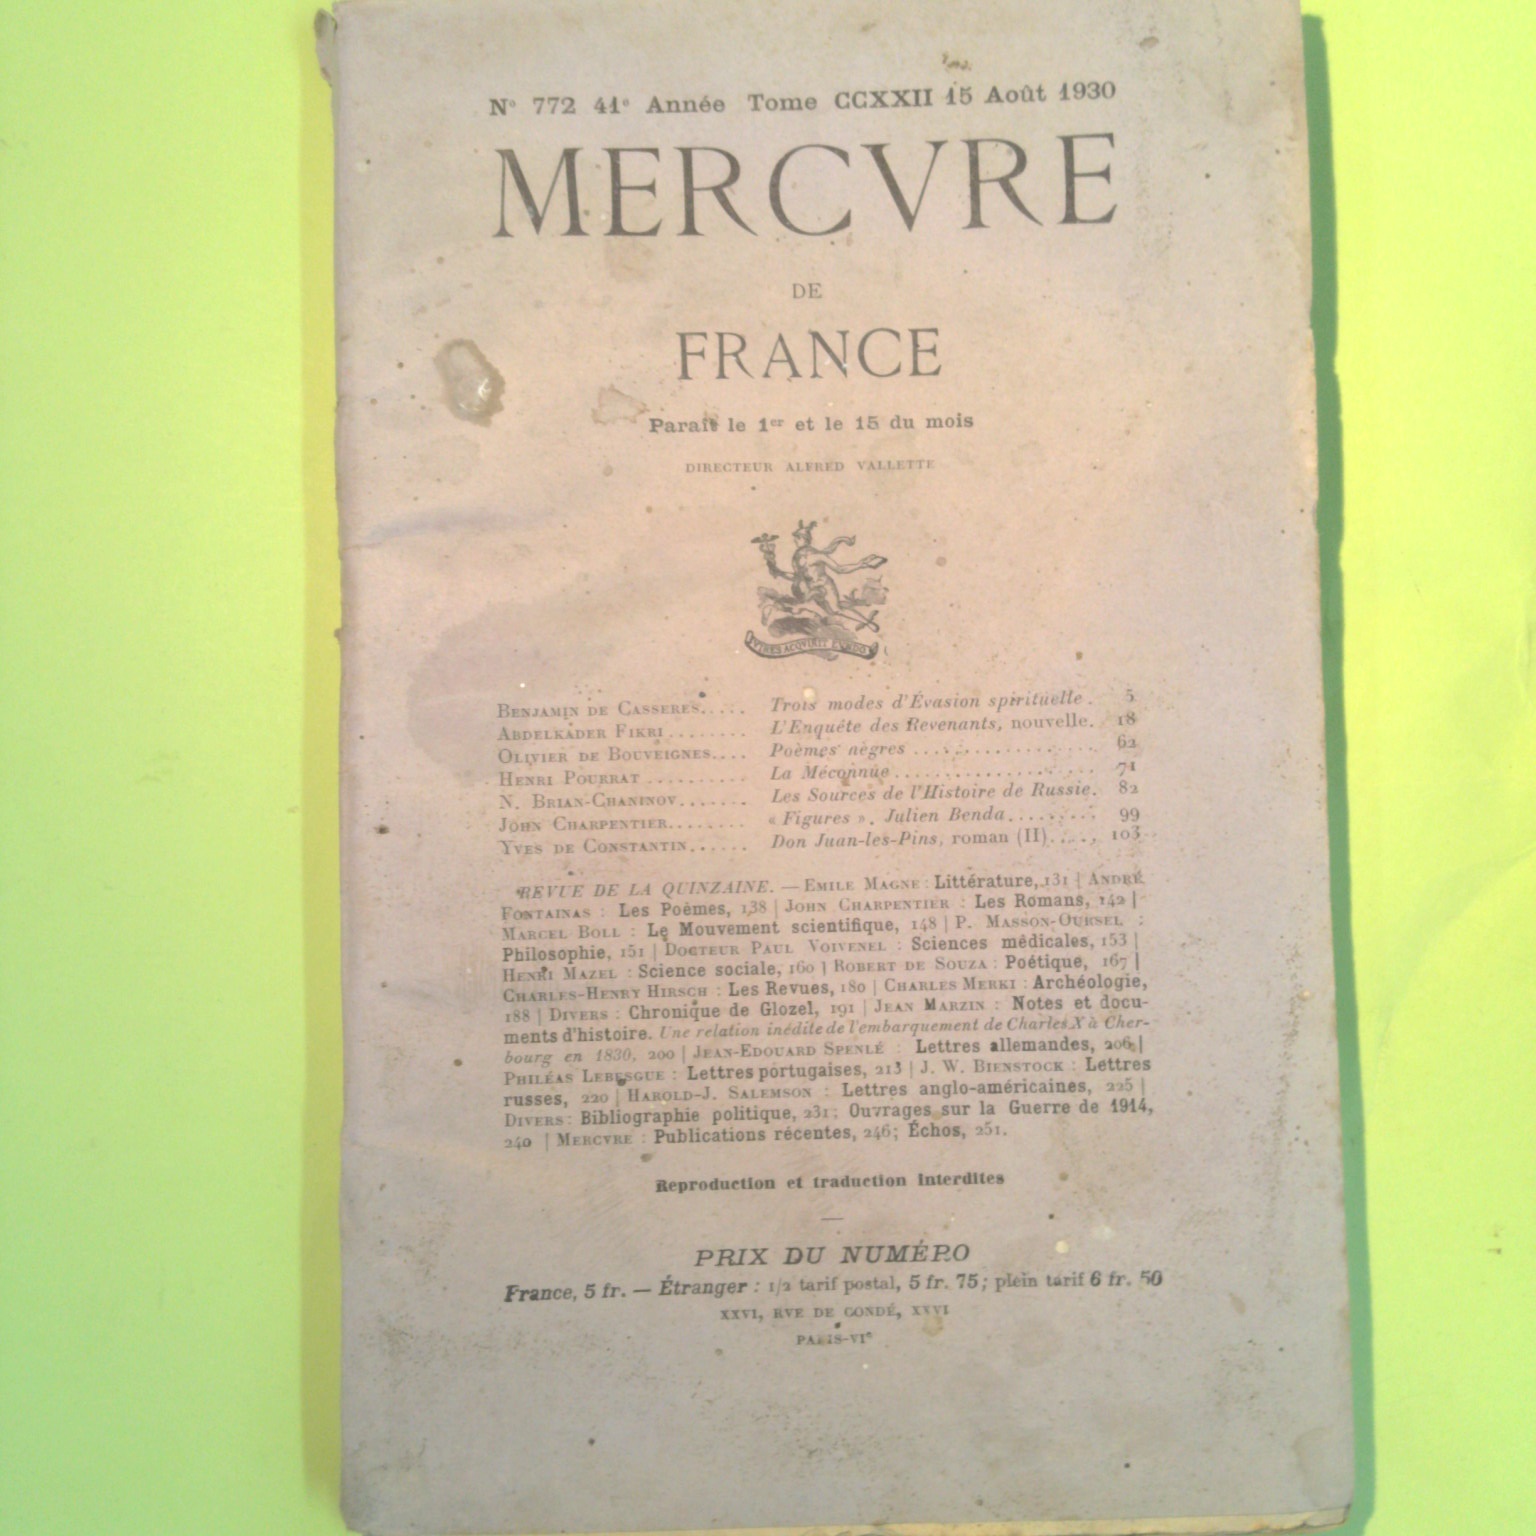 N° 772 41e Année Tome CCXXII 15 Août 1930
MERCVRE
DE
FRANCE
Paraît le 1er et le 15 du mois
DIRECTEUR ALFRED VALLETTE
VIRES ACQVIRIT EVNDO
BENJAMIN DE CASSERES..... Trois modes d'Évasion spirituelle. 5
ABDELKADER FIKRI........ L'Enquête des Revenants, nouvelle. 18
OLIVIER DE BOUVEIGNES.... Poèmes nègres .................. 62
HENRI POURRAT .......... La Méconnue.................... 71
N. BRIAN-CHANINOV....... Les Sources de l'Histoire de Russie. 82
JOHN CHARPENTIER........ « Figures ». Julien Benda......... 99
YVES DE CONSTANTIN...... Don Juan-les-Pins, roman (II)..... 103
REVUE DE LA QUINZAINE. — EMILE MAGNE : Littérature, 131 | ANDRÉ
FONTAINAS : Les Poèmes, 138 | JOHN CHARPENTIER : Les Romans, 142 |
MARCEL BOLL : Le Mouvement scientifique, 148 | P. MASSON-OURSEL :
Philosophie, 151 | DOCTEUR PAUL VOIVENEL : Sciences médicales, 153 |
HENRI MAZEL : Science sociale, 160 | ROBERT DE SOUZA : Poétique, 167 |
CHARLES-HENRY HIRSCH : Les Revues, 180 | CHARLES MERKI : Archéologie,
188 | DIVERS : Chronique de Glozel, 191 | JEAN MARZIN : Notes et docu-
ments d'histoire. Une relation inédite de l'embarquement de Charles X à Cher-
bourg en 1830, 200 | JEAN-EDOUARD SPENLÉ : Lettres allemandes, 206 |
PHILÉAS LEBESGUE : Lettres portugaises, 213 | J. W. BIENSTOCK : Lettres
russes, 220 | HAROLD-J. SALEMSON : Lettres anglo-américaines, 225 |
DIVERS : Bibliographie politique, 231; Ouvrages sur la Guerre de 1914,
240 | MERCVRE : Publications récentes, 246; Échos, 251.
Reproduction et traduction interdites
PRIX DU NUMÉRO
France, 5 fr. — Étranger : 1/2 tarif postal, 5 fr. 75; plein tarif 6 fr. 50
XXVI, RVE DE CONDÉ, XXVI
PARIS-VIe